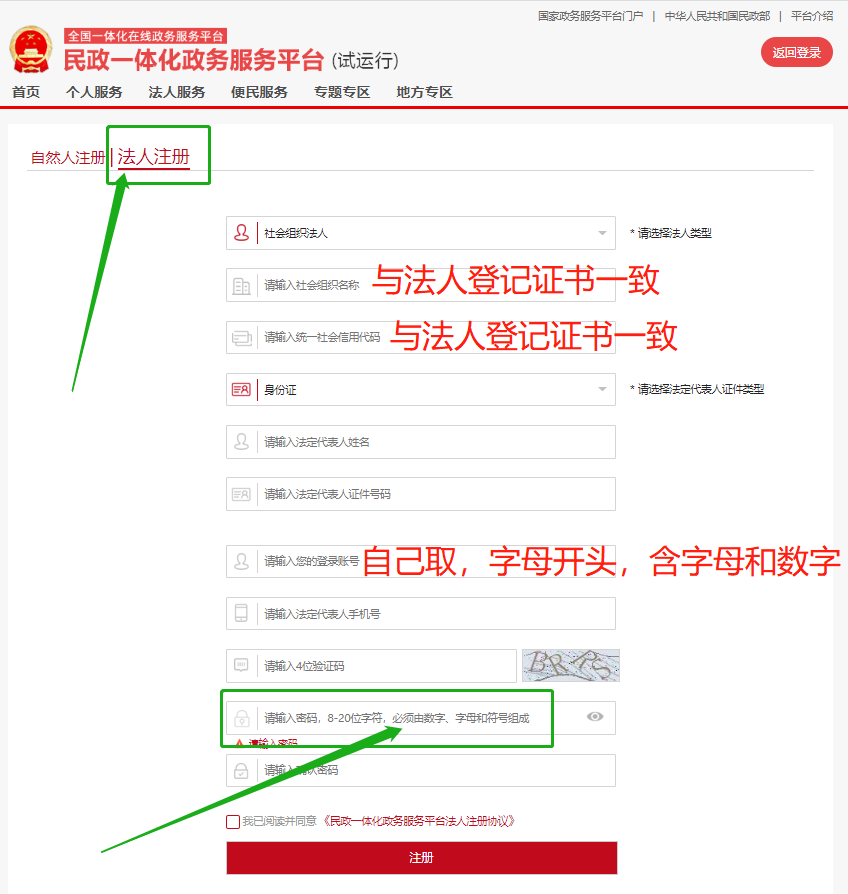 国家政务服务平台门户 | 中华人民共和国民政部 | 平台介绍
全国一体化在线政务服务平台
民政一体化政务服务平台 (试运行)
返回登录
首页 个人服务 法人服务 便民服务 专题专区 地方专区
自然人注册 | 法人注册
社会组织法人 * 请选择法人类型
请输入社会组织名称 与法人登记证书一致
请输入统一社会信用代码 与法人登记证书一致
身份证 * 请选择法定代表人证件类型
请输入法定代表人姓名
请输入法定代表人证件号码
请输入您的登录账号 自己取，字母开头，含字母和数字
请输入法定代表人手机号
请输入4位验证码 BRRS
请输入密码，8-20位字符，必须由数字、字母和符号组成
请输入密码
请输入确认密码
我已阅读并同意《民政一体化政务服务平台法人注册协议》
注册